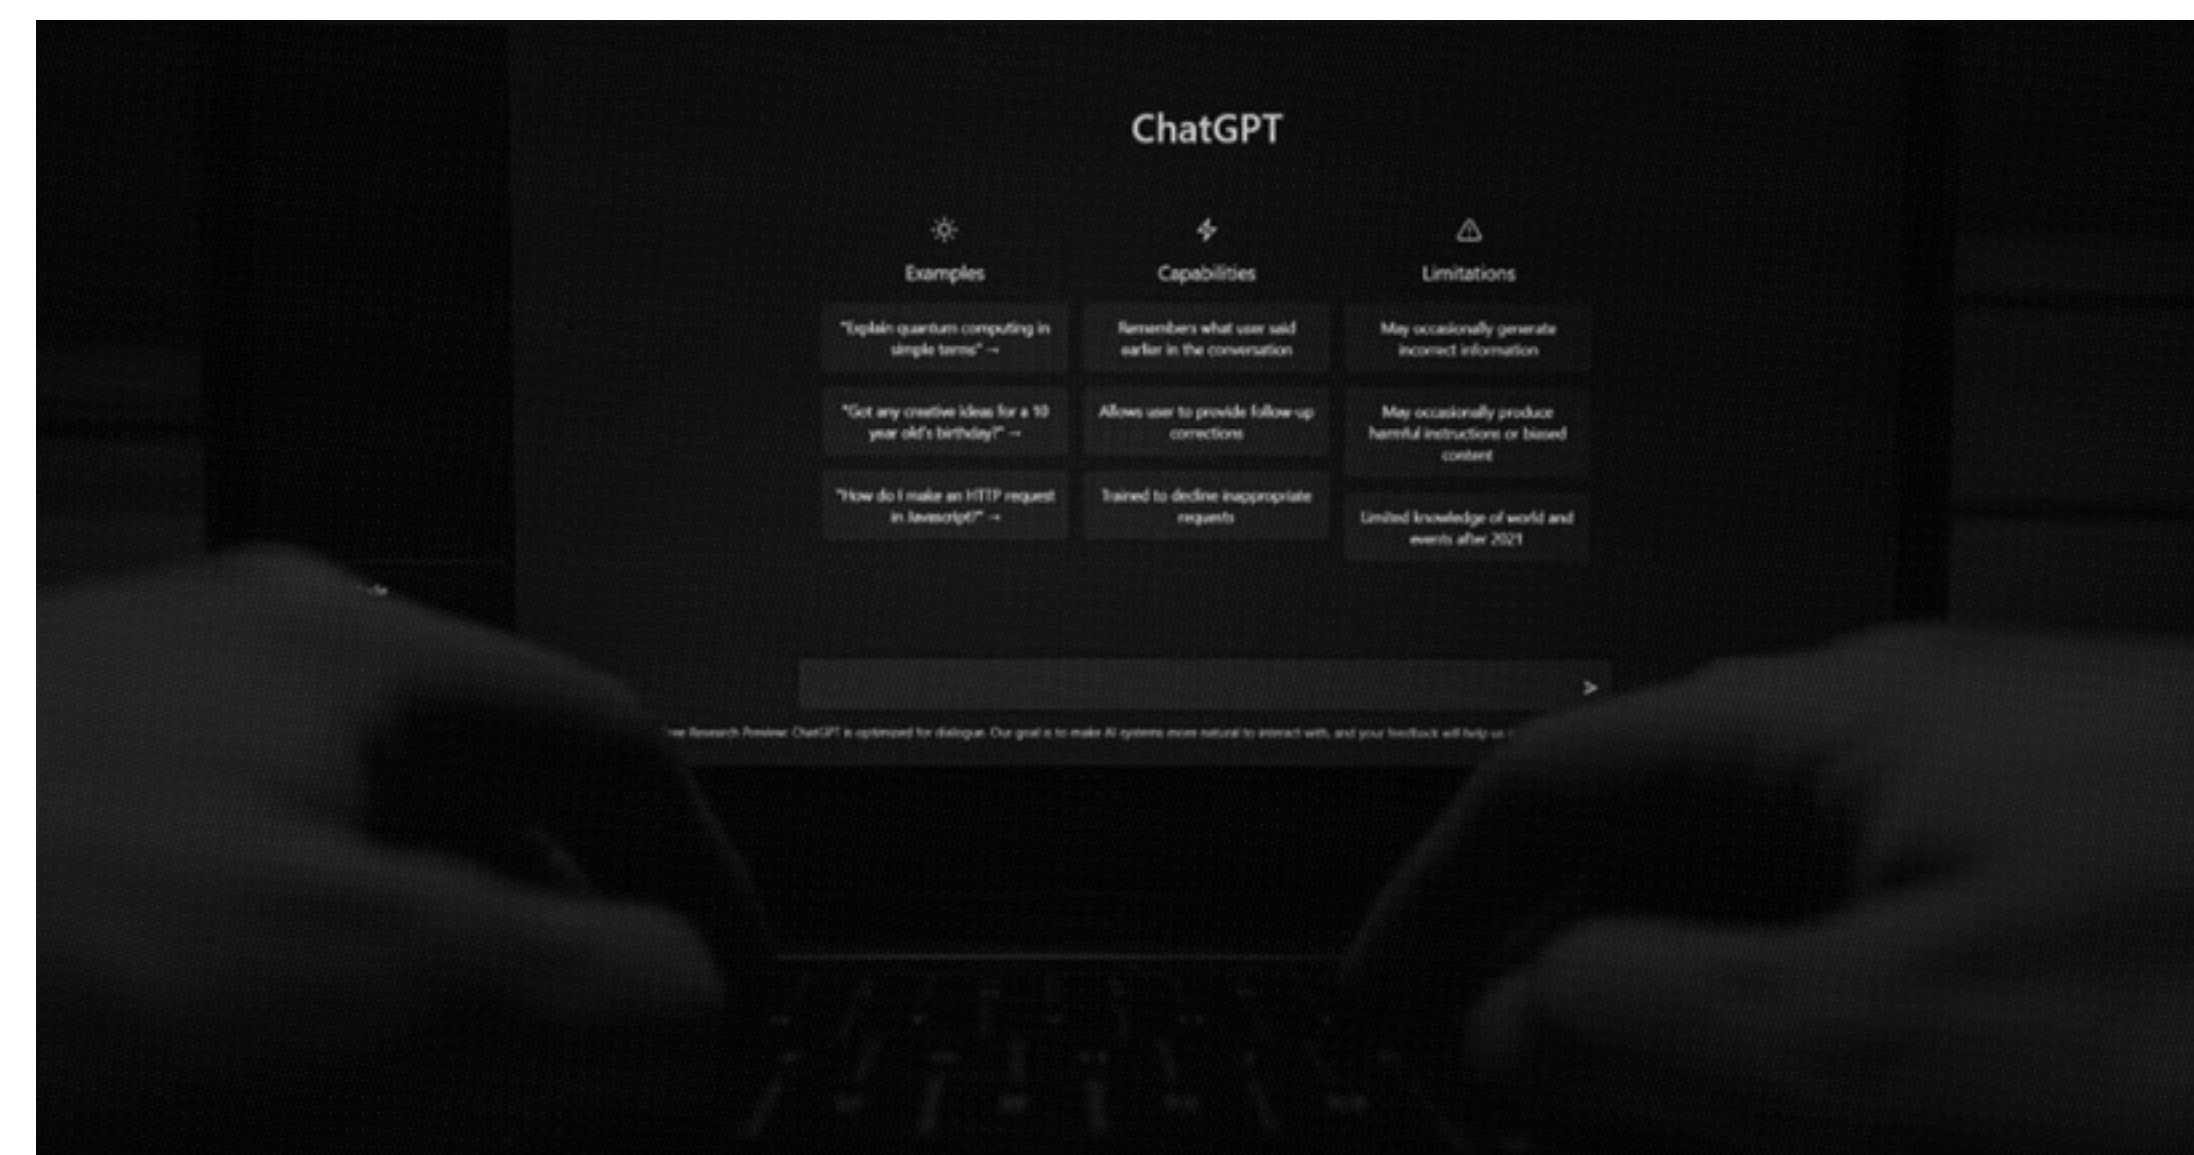 ChatGPT
Examples
"Explain quantum computing in
simple terms" →
"Got any creative ideas for a 10
year old's birthday?" →
"How do I make an HTTP request
in Javascript?" →
Capabilities
Remembers what user said
earlier in the conversation
Allows user to provide follow-up
corrections
Trained to decline inappropriate
requests
Limitations
May occasionally generate
incorrect information
May occasionally produce
harmful instructions or biased
content
Limited knowledge of world and
events after 2021
Research Preview: ChatGPT is optimized for dialogue. Our goal is to make AI systems more natural to interact with, and your feedback will help us